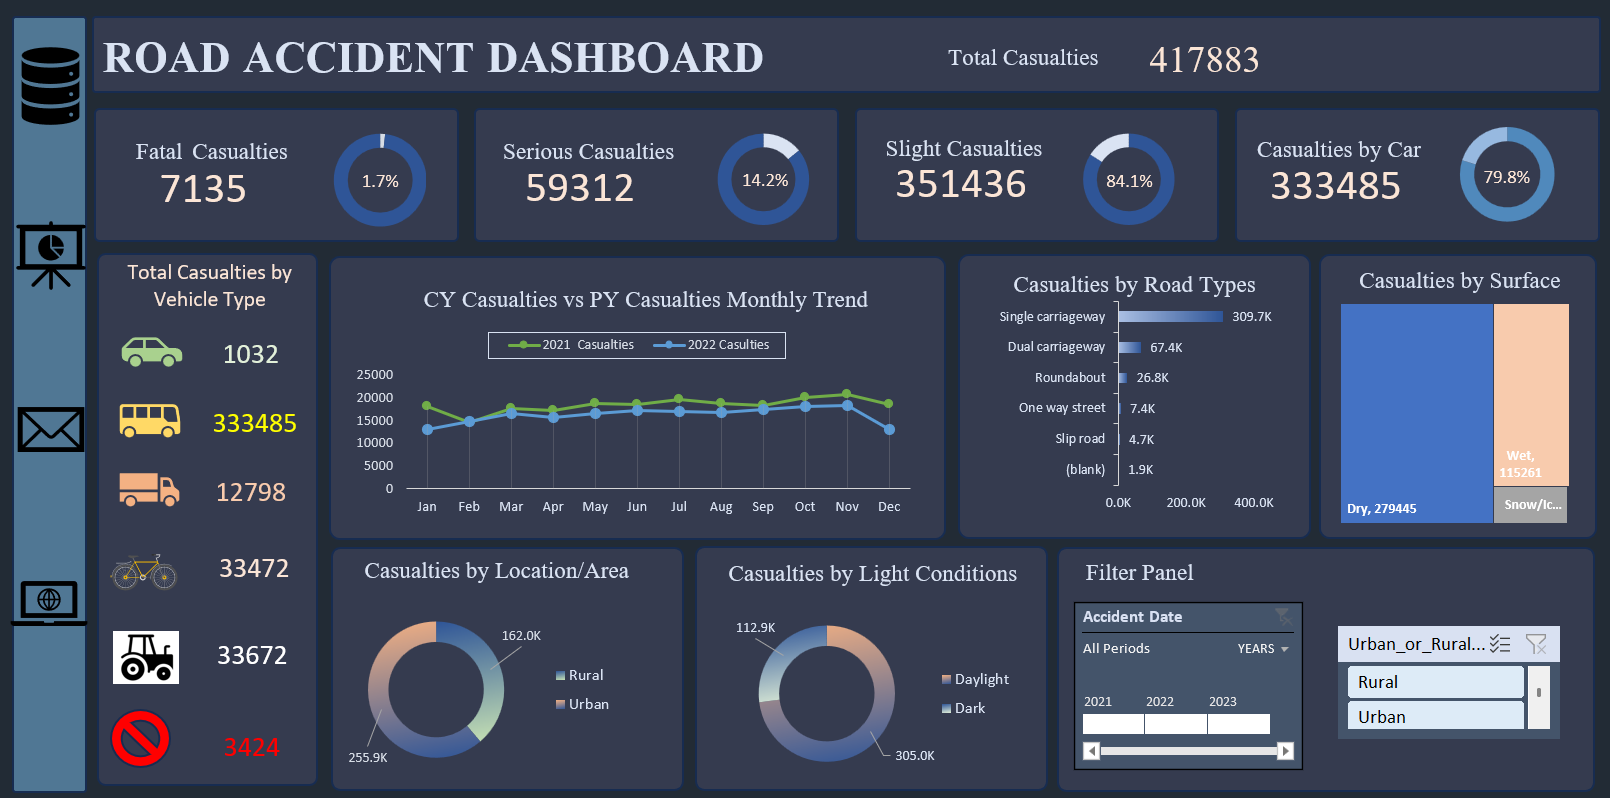 ROAD ACCIDENT DASHBOARD
Total Casualties
417883
Fatal Casualties
7135
1.7%
Serious Casualties
59312
14.2%
Slight Casualties
351436
84.1%
Casualties by Car
333485
79.8%
Total Casualties by
Vehicle Type
1032
333485
12798
33472
33672
3424
CY Casualties vs PY Casualties Monthly Trend
2021 Casualties
2022 Casulties
25000
20000
15000
10000
5000
0
Jan Feb Mar Apr May Jun Jul Aug Sep Oct Nov Dec
Casualties by Road Types
Single carriageway 309.7K
Dual carriageway 67.4K
Roundabout 26.8K
One way street 7.4K
Slip road 4.7K
(blank) 1.9K
0.0K 200.0K 400.0K
Casualties by Surface
Wet,
115261
Dry, 279445
Snow/Ic...
Casualties by Location/Area
162.0K
255.9K
Rural
Urban
Casualties by Light Conditions
112.9K
305.0K
Daylight
Dark
Filter Panel
Accident Date
All Periods
YEARS
2021 2022 2023
Urban_or_Rural...
Rural
Urban